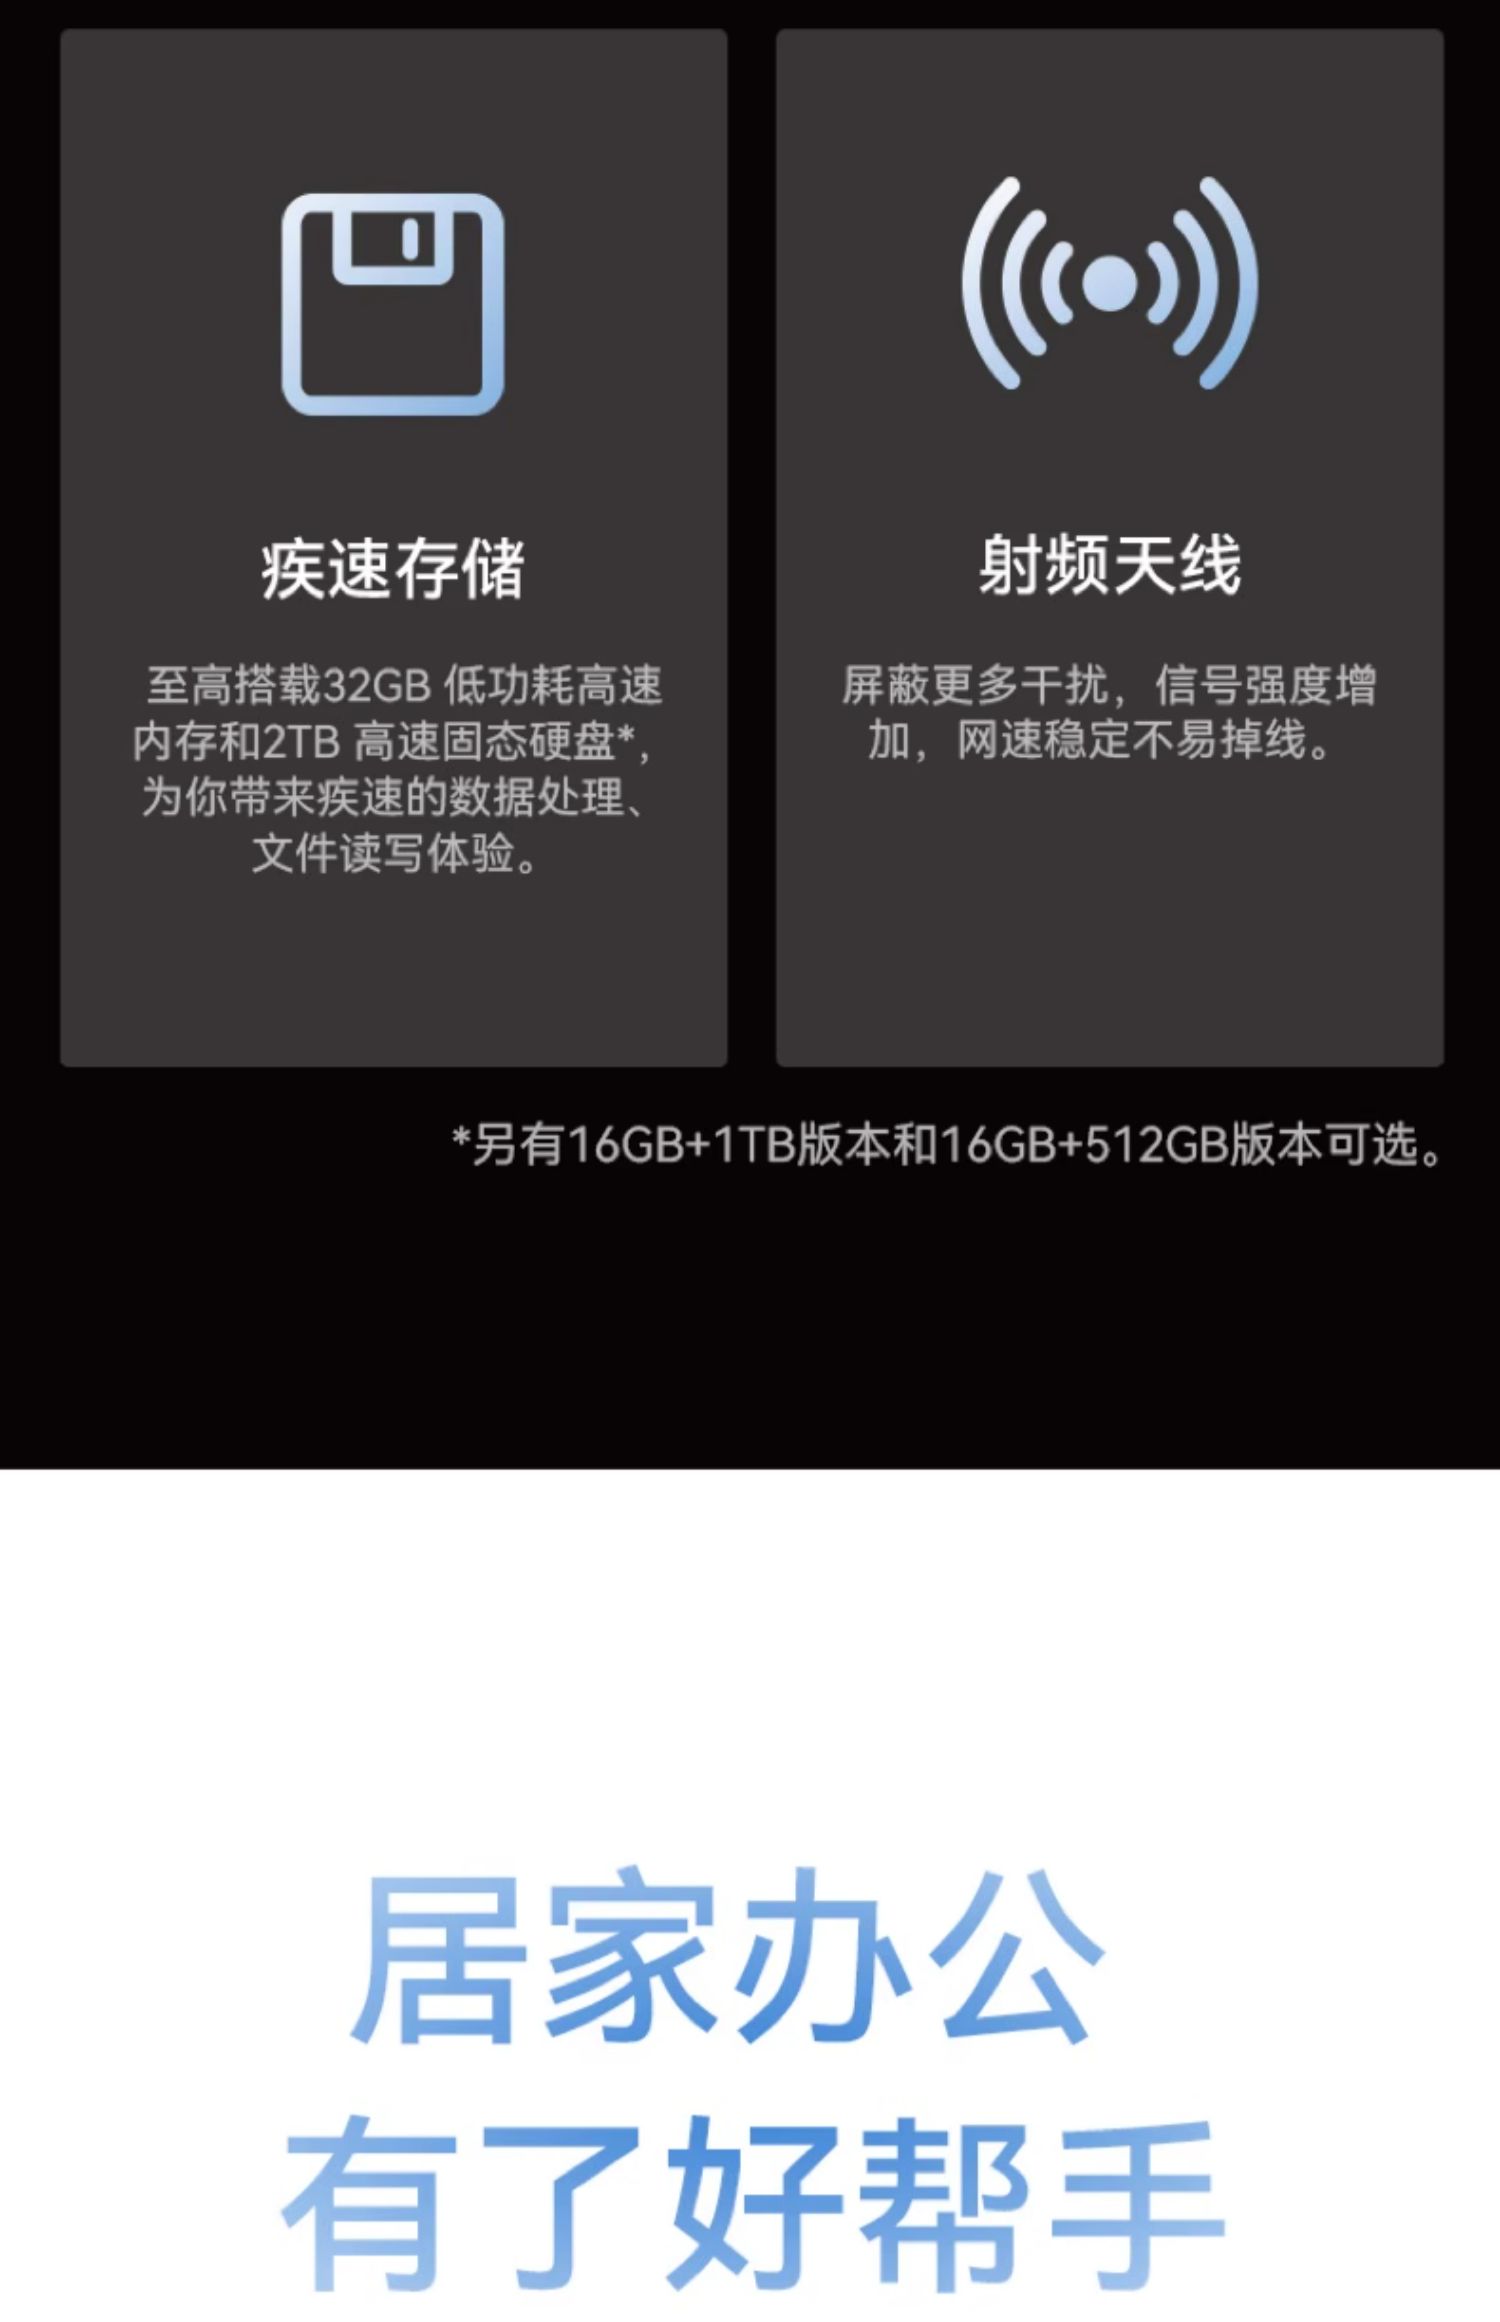 疾速存储
至高搭载32GB 低功耗高速
内存和2TB 高速固态硬盘*，
为你带来疾速的数据处理、
文件读写体验。
射频天线
屏蔽更多干扰，信号强度增
加，网速稳定不易掉线。
*另有16GB+1TB版本和16GB+512GB版本可选。
居家办公
有了好帮手